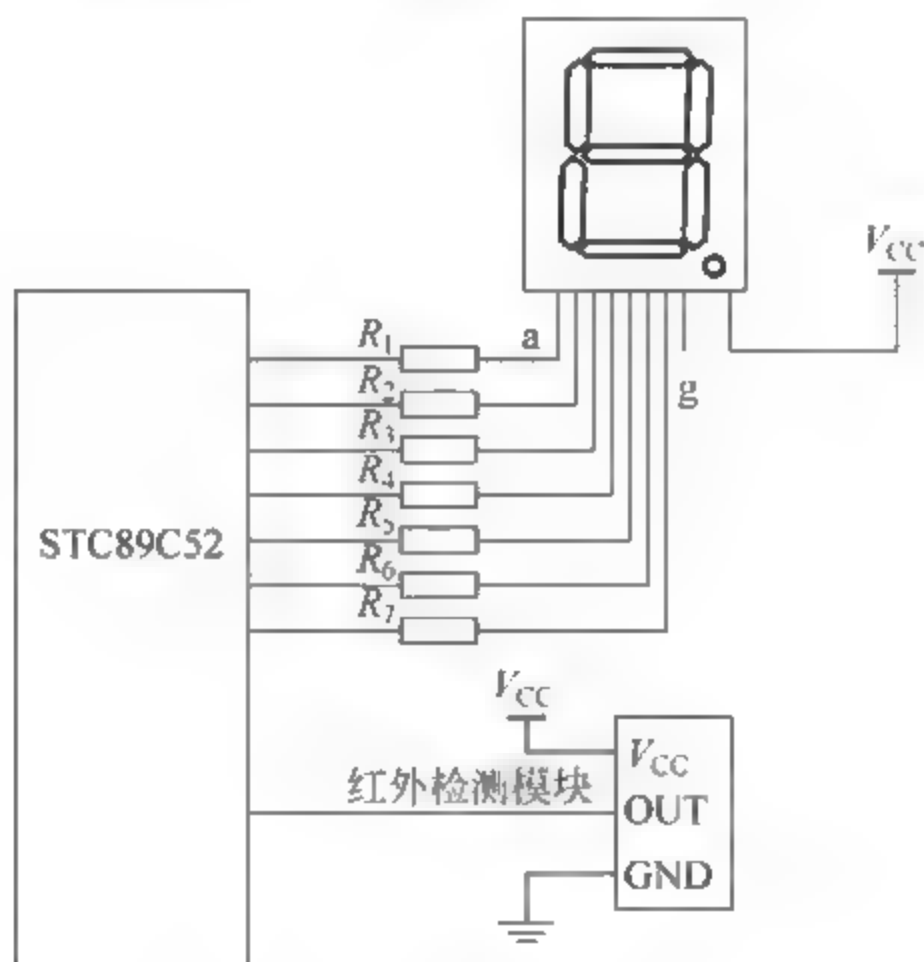 V_CC
R_1
a
R_2
g
R_3
R_4
STC89C52
R_5
R_6
R_7
V_CC
V_CC
红外检测模块
OUT
GND